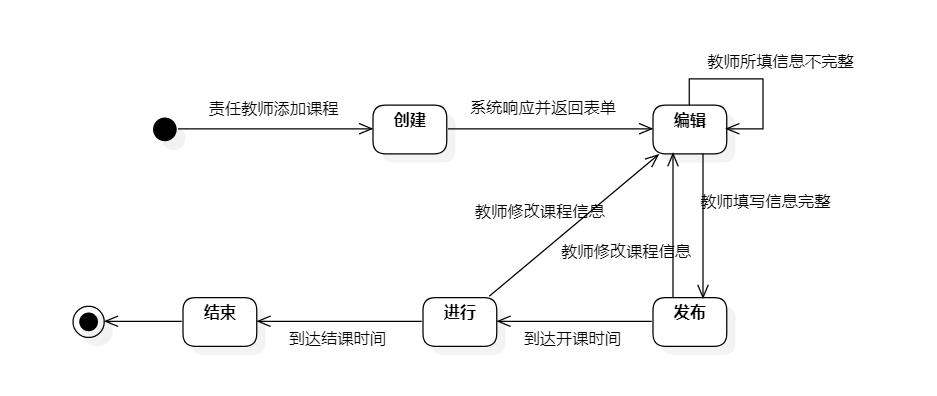 教师所填信息不完整
责任教师添加课程
系统响应并返回表单
创建
编辑
教师填写信息完整
教师修改课程信息
教师修改课程信息
结束
进行
发布
到达结课时间
到达开课时间